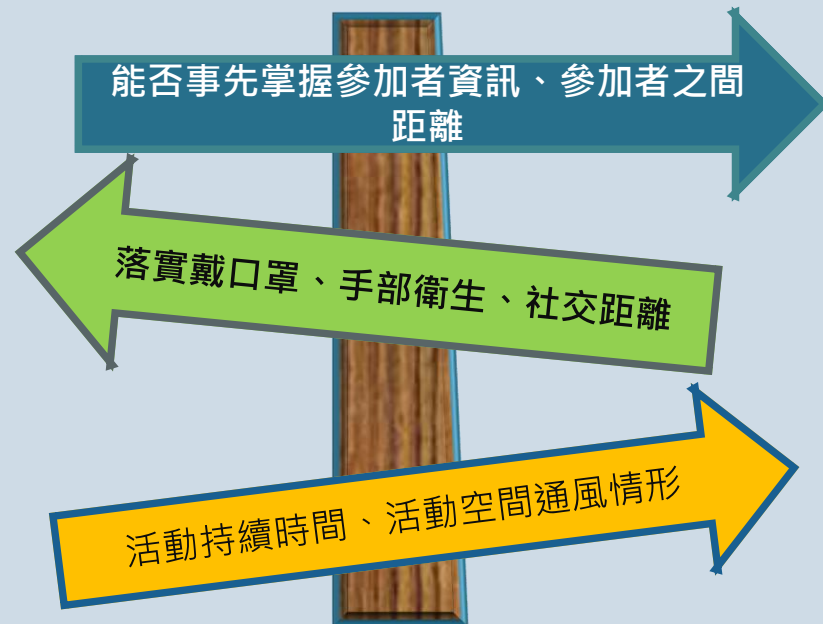 能否事先掌握參加者資訊、參加者之間
距離
落實戴口罩、手部衛生、社交距離
活動持續時間、活動空間通風情形